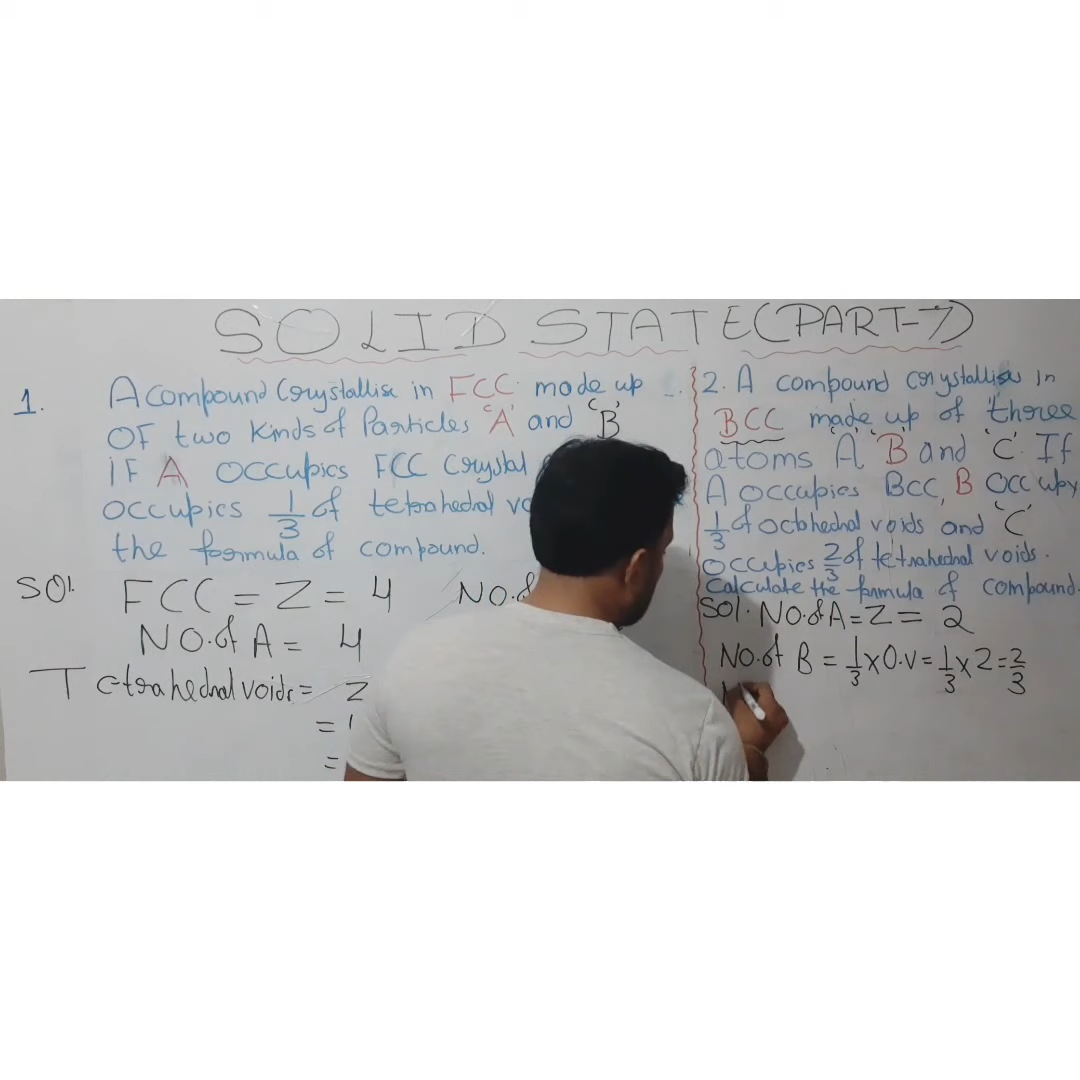 SOLID STATE (PART-7)
1. A compound Crystallise in FCC made up
OF two kinds of Particles 'A' and 'B'
IF A occupies FCC Crystal
occupies 1/3 of tetrahedral
the formula of compound.
Sol. FCC = Z = 4 No. of
No. of A = 4
Tetrahedral voids = 2
=
=
2. A compound crystallises in
BCC made up of three
atoms 'A' 'B' and 'C'. If
A occupies BCC, B occupy
1/3 of octahedral voids and 'C'
occupies 2/3 of tetrahedral voids.
Calculate the formula of compound.
Sol. No. of A = Z = 2
No. of B = 1/3 x O.V = 1/3 x 2 = 2/3